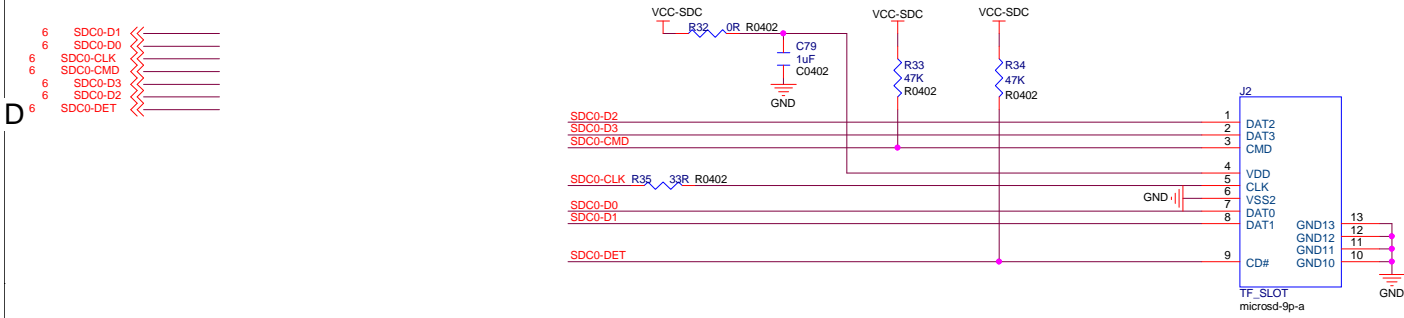 VCC-SDC
R32 0R R0402
C79
1uF
C0402
GND
VCC-SDC
R33
47K
R0402
VCC-SDC
R34
47K
R0402
6 SDC0-D1
6 SDC0-D0
6 SDC0-CLK
6 SDC0-CMD
6 SDC0-D3
6 SDC0-D2
6 SDC0-DET
D
J2
SDC0-D2 1 DAT2
SDC0-D3 2 DAT3
SDC0-CMD 3 CMD
4 VDD
SDC0-CLK R35 33R R0402 5 CLK
GND 6 VSS2
SDC0-D0 7 DAT0
SDC0-D1 8 DAT1 GND13 13
GND12 12
GND11 11
SDC0-DET 9 CD# GND10 10
GND
TF_SLOT
microsd-9p-a